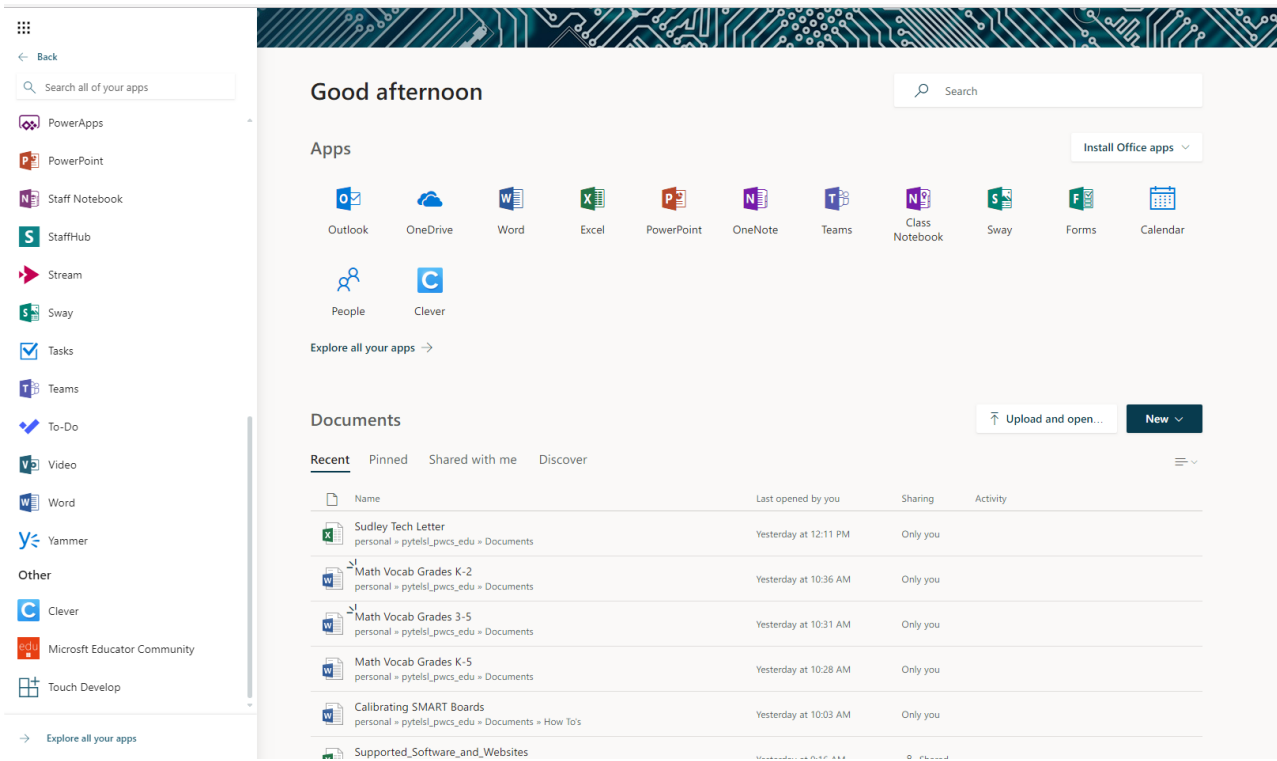 Back
Search all of your apps
PowerApps
PowerPoint
Staff Notebook
StaffHub
Stream
Sway
Tasks
Teams
To-Do
Video
Word
Yammer
Other
Clever
Microsft Educator Community
Touch Develop
Explore all your apps
Good afternoon
Search
Apps
Install Office apps
Outlook
OneDrive
Word
Excel
PowerPoint
OneNote
Teams
Class
Notebook
Sway
Forms
Calendar
People
Clever
Explore all your apps
Documents
Upload and open...
New
Recent Pinned Shared with me Discover
Name Last opened by you Sharing Activity
Sudley Tech Letter
personal » pytelsl_pwcs_edu » Documents
Yesterday at 12:11 PM Only you
Math Vocab Grades K-2
personal » pytelsl_pwcs_edu » Documents
Yesterday at 10:36 AM Only you
Math Vocab Grades 3-5
personal » pytelsl_pwcs_edu » Documents
Yesterday at 10:31 AM Only you
Math Vocab Grades K-5
personal » pytelsl_pwcs_edu » Documents
Yesterday at 10:28 AM Only you
Calibrating SMART Boards
personal » pytelsl_pwcs_edu » Documents » How To's
Yesterday at 10:03 AM Only you
Supported_Software_and_Websites
Yesterday at 9:16 AM Shared